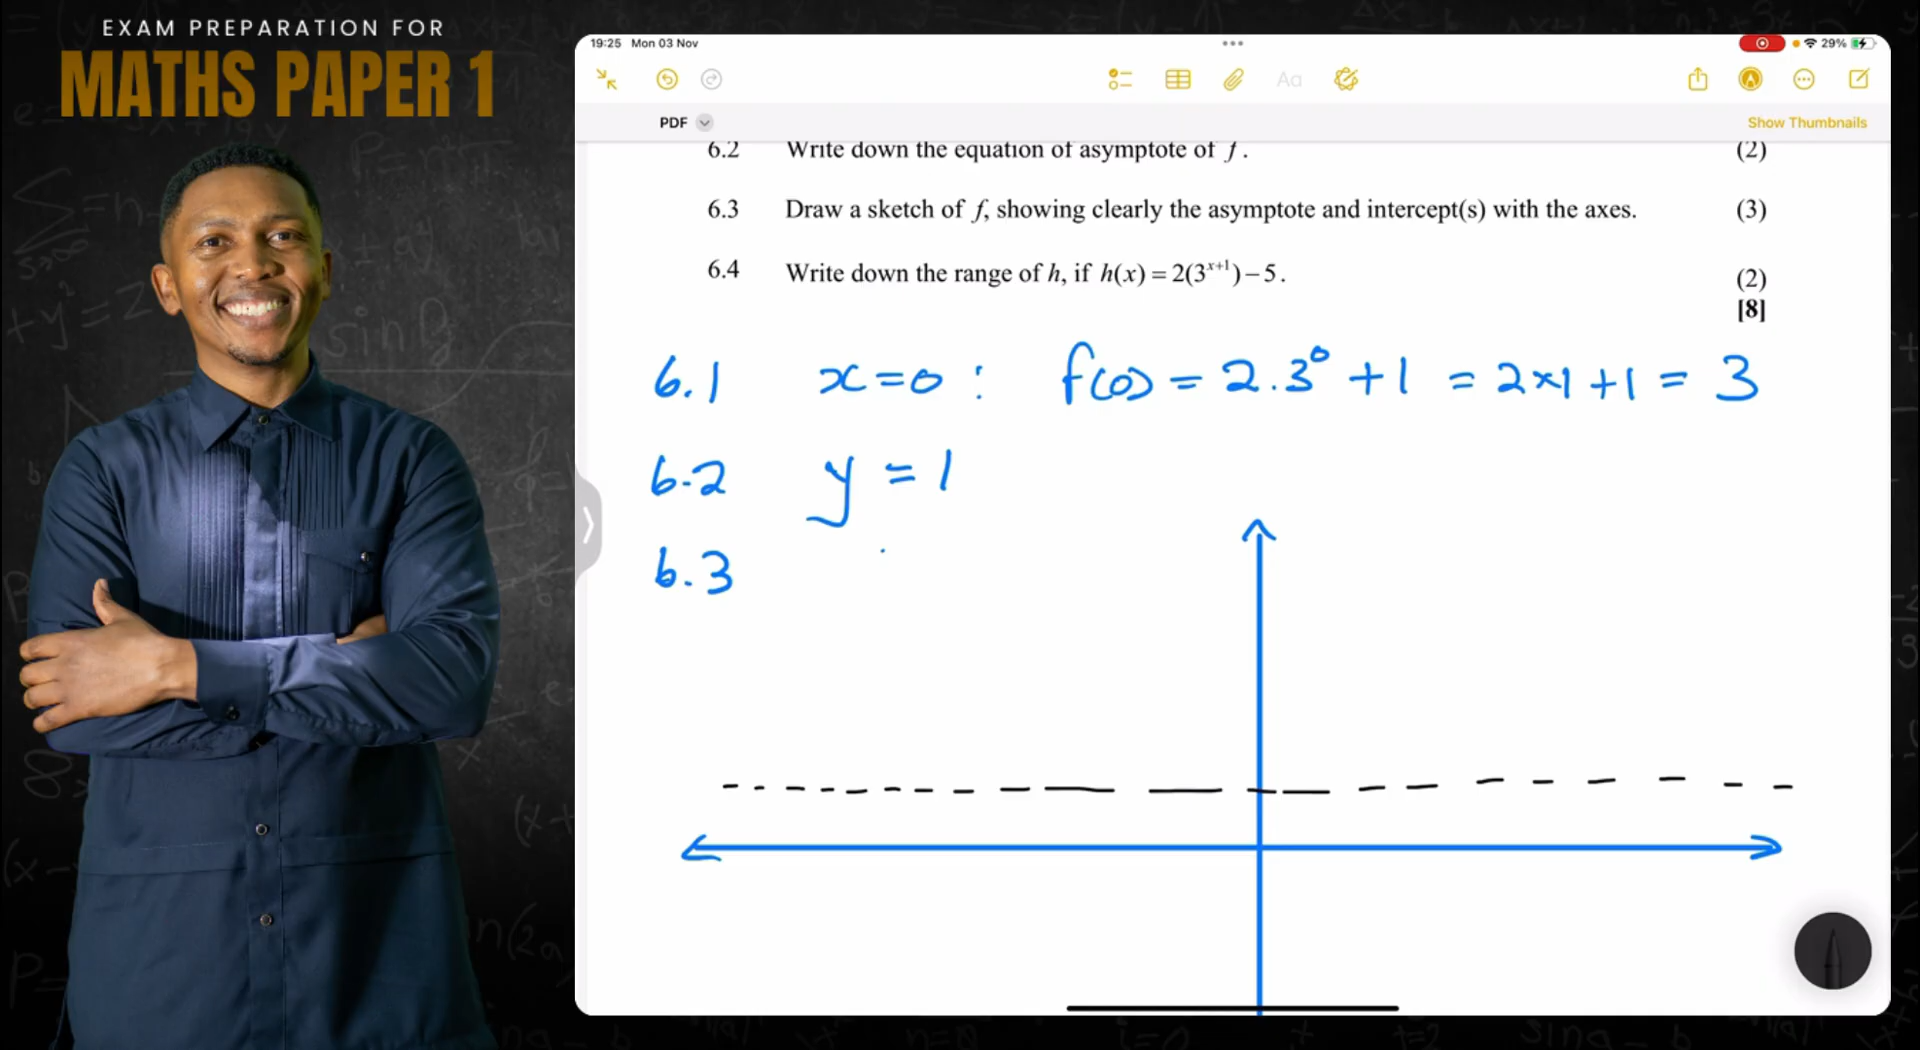 EXAM PREPARATION FOR
MATHS PAPER 1
19:25 Mon 03 Nov
29%
Aa
PDF
Show Thumbnails
6.2 Write down the equation of asymptote of f. (2)
6.3 Draw a sketch of f, showing clearly the asymptote and intercept(s) with the axes. (3)
6.4 Write down the range of h, if h(x) = 2(3^{x+1}) – 5. (2)
[8]
6.1 x=0 : f(0) = 2.3^0 + 1 = 2×1 + 1 = 3
6.2 y = 1
6.3